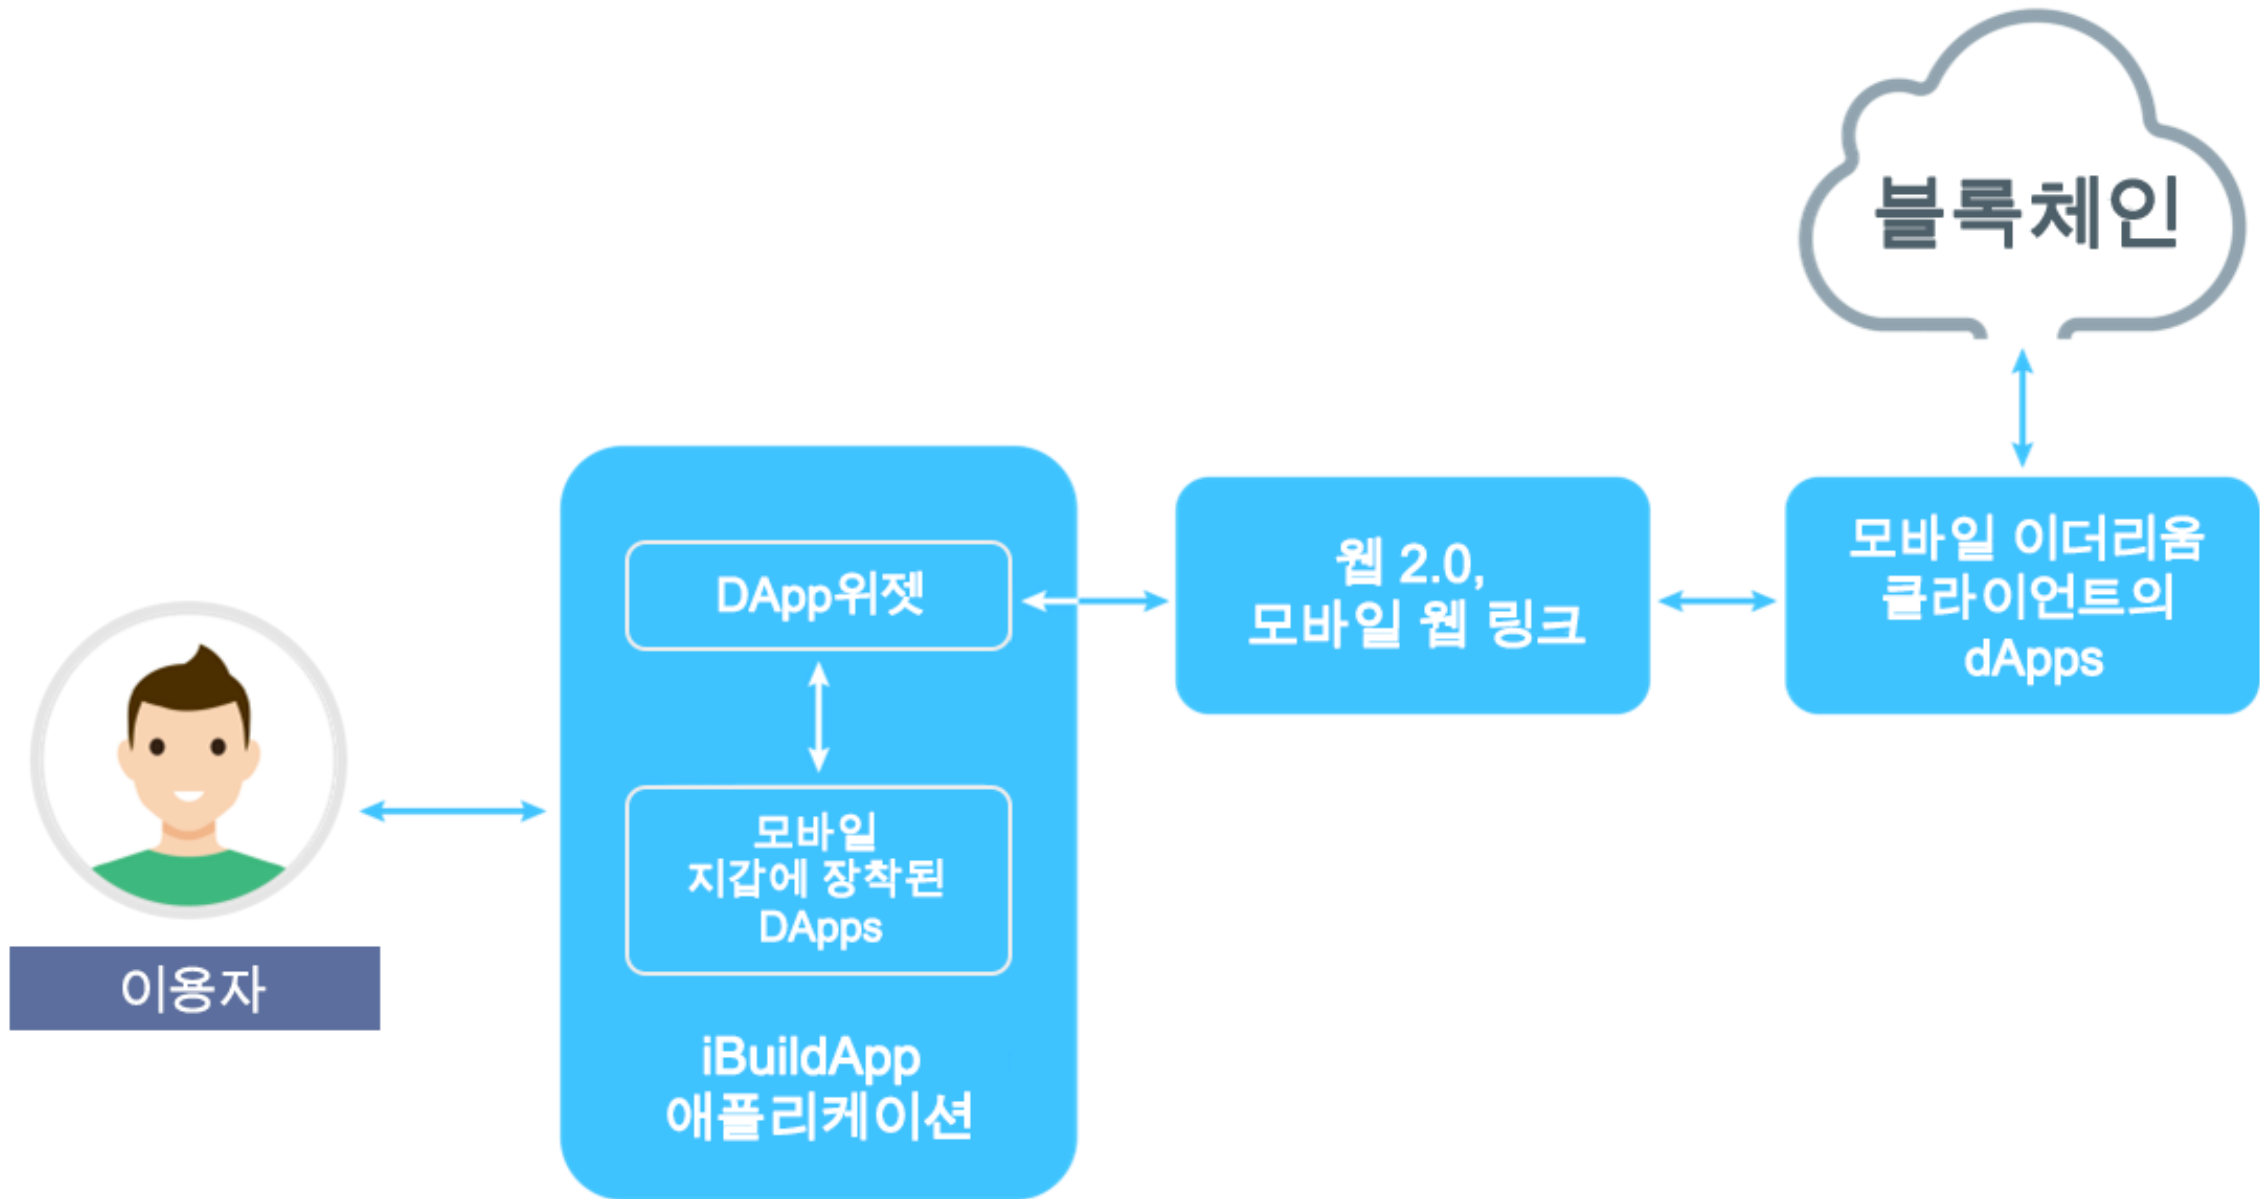 블록체인
DApp위젯
웹 2.0,
모바일 웹 링크
모바일 이더리움
클라이언트의
dApps
모바일
지갑에 장착된
DApps
이용자
iBuildApp
애플리케이션